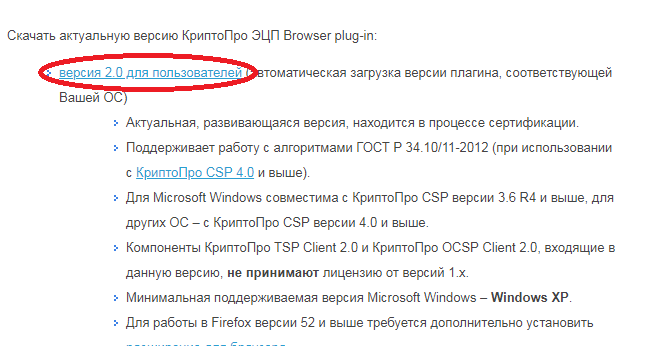 Скачать актуальную версию КриптоПро ЭЦП Browser plug-in:
версия 2.0 для пользователей (автоматическая загрузка версии плагина, соответствующей
Вашей ОС)
Актуальная, развивающаяся версия, находится в процессе сертификации.
Поддерживает работу с алгоритмами ГОСТ Р 34.10/11-2012 (при использовании
с КриптоПро CSP 4.0 и выше).
Для Microsoft Windows совместима с КриптоПро CSP версии 3.6 R4 и выше, для
других ОС – с КриптоПро CSP версии 4.0 и выше.
Компоненты КриптоПро TSP Client 2.0 и КриптоПро OCSP Client 2.0, входящие в
данную версию, не принимают лицензию от версий 1.x.
Минимальная поддерживаемая версия Microsoft Windows – Windows XP.
Для работы в Firefox версии 52 и выше требуется дополнительно установить